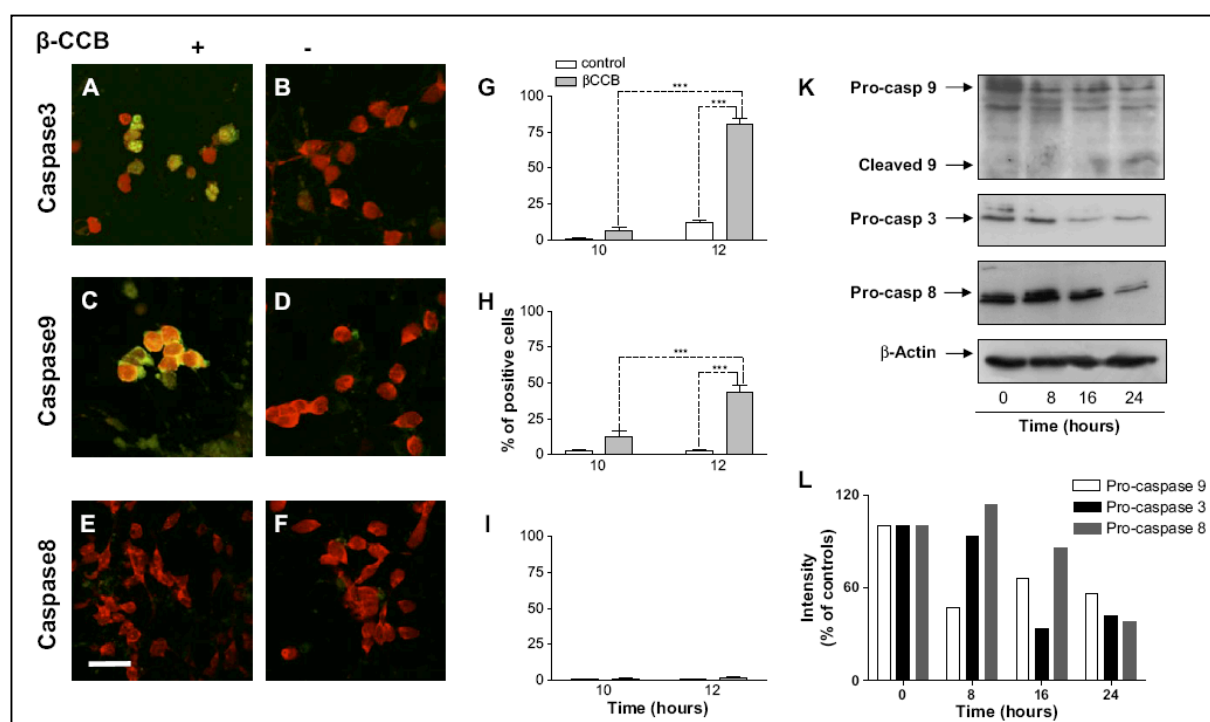 β-CCB + -
A
B
Caspase3
C
D
Caspase9
E
F
Caspase8
control
βCCB
G
100
75
50
25
0
***
***
10 12
H
% of positive cells
100
75
50
25
0
***
***
10 12
I
100
75
50
25
0
10 12
Time (hours)
K
Pro-casp 9
Cleaved 9
Pro-casp 3
Pro-casp 8
β-Actin
0 8 16 24
Time (hours)
L
Pro-caspase 9
Pro-caspase 3
Pro-caspase 8
Intensity
(% of controls)
120
60
0
0 8 16 24
Time (hours)